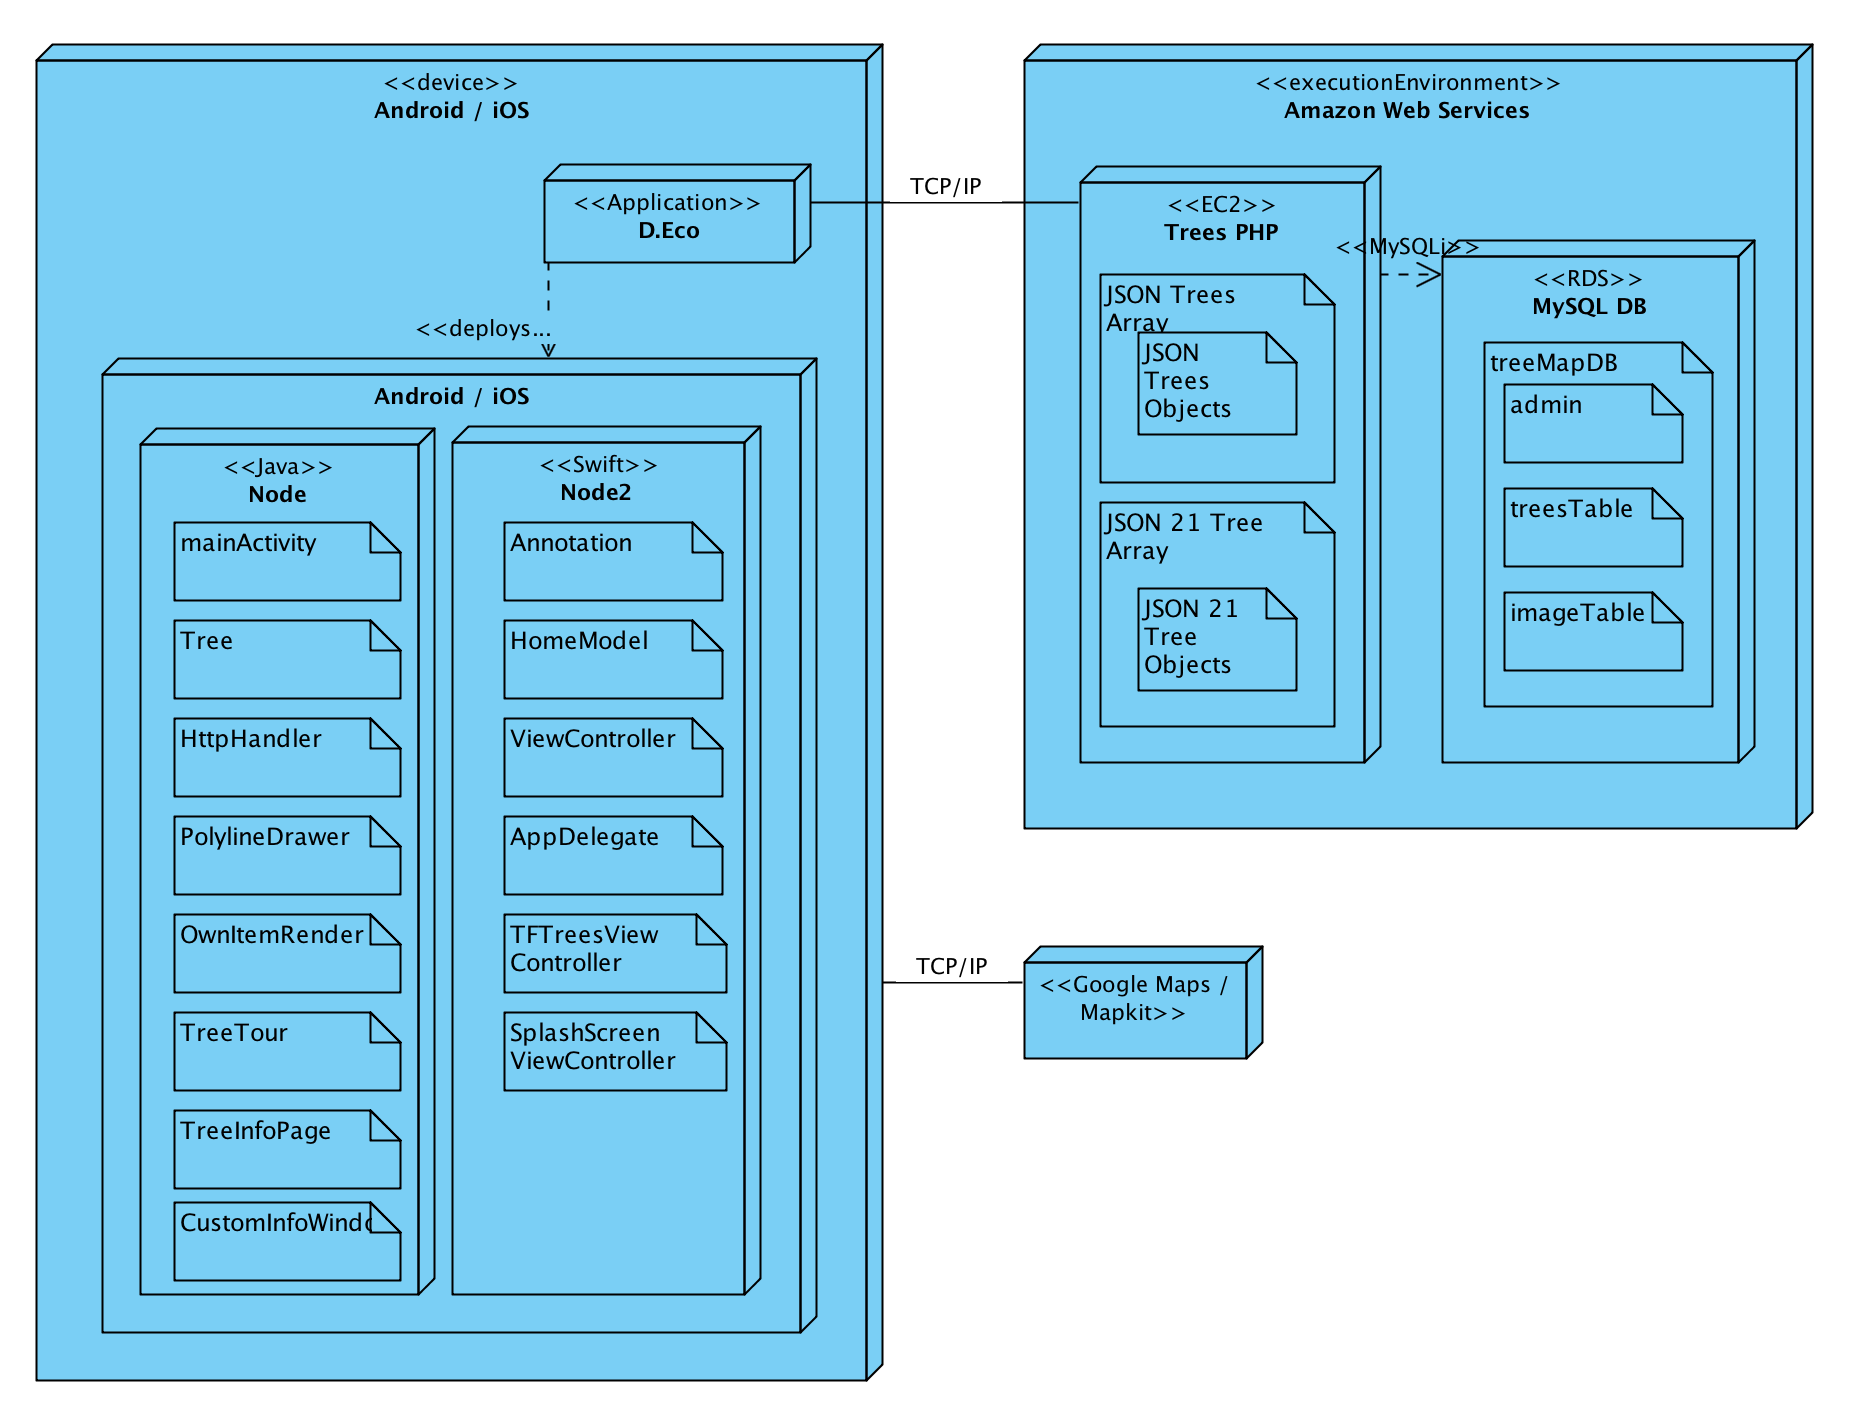 <<device>>
Android / iOS
<<Application>>
D.Eco
<<deploys...
Android / iOS
<<Java>>
Node
mainActivity
Tree
HttpHandler
PolylineDrawer
OwnItemRender
TreeTour
TreeInfoPage
CustomInfoWindo
<<Swift>>
Node2
Annotation
HomeModel
ViewController
AppDelegate
TFTreesView
Controller
SplashScreen
ViewController
TCP/IP
<<executionEnvironment>>
Amazon Web Services
<<EC2>>
Trees PHP
JSON Trees
Array
JSON
Trees
Objects
JSON 21 Tree
Array
JSON 21
Tree
Objects
<<MySQLi>>
<<RDS>>
MySQL DB
treeMapDB
admin
treesTable
imageTable
TCP/IP
<<Google Maps /
Mapkit>>